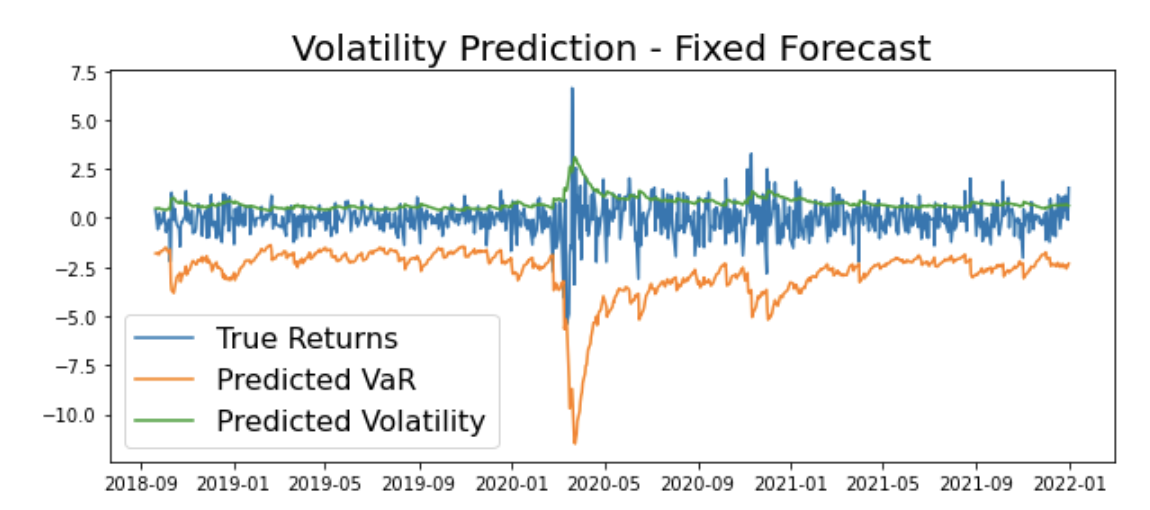 Volatility Prediction - Fixed Forecast
7.5
5.0
2.5
0.0
−2.5
−5.0
−7.5
−10.0
True Returns
Predicted VaR
Predicted Volatility
2018-09 2019-01 2019-05 2019-09 2020-01 2020-05 2020-09 2021-01 2021-05 2021-09 2022-01